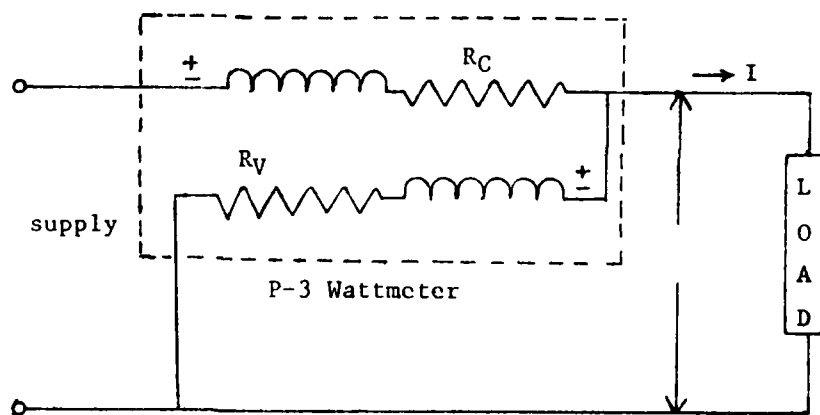 ±
R_C
I
R_V
±
supply
P-3 Wattmeter
L
O
A
D